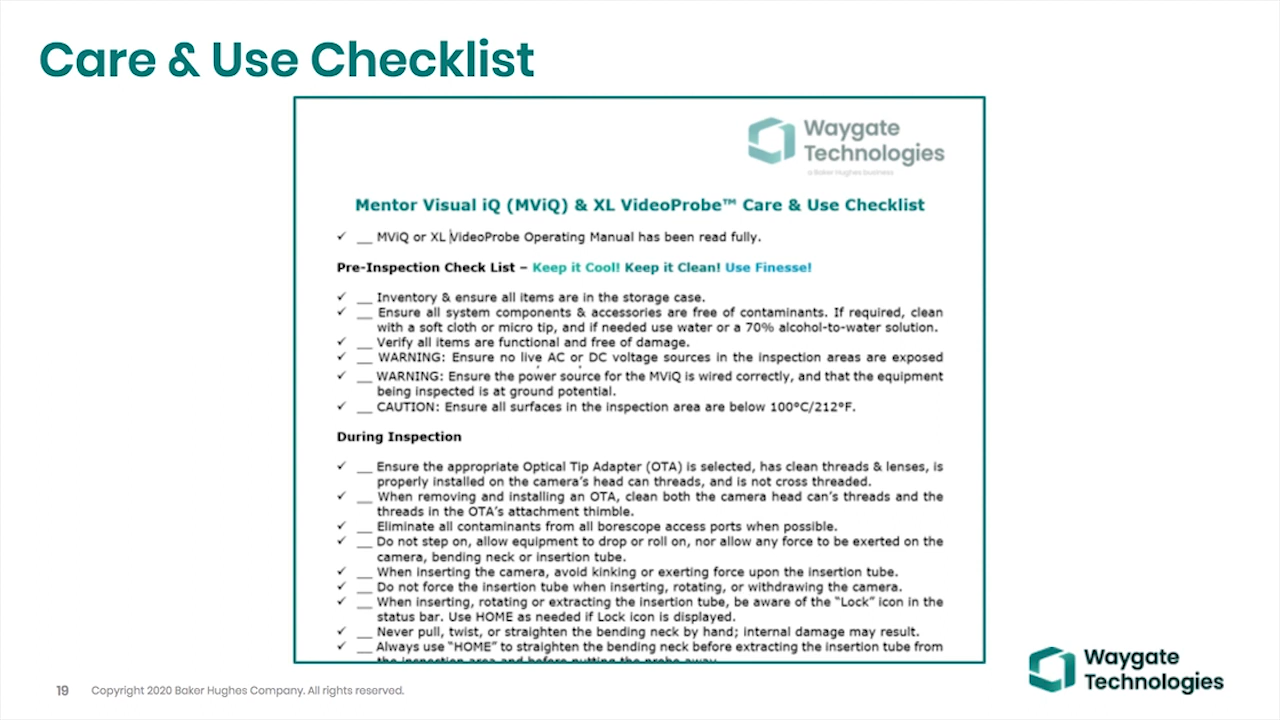 Care & Use Checklist
Waygate
Technologies
a Baker Hughes business
Mentor Visual iQ (MViQ) & XL VideoProbe™ Care & Use Checklist
✓ __ MViQ or XL VideoProbe Operating Manual has been read fully.
Pre-Inspection Check List – Keep it Cool! Keep it Clean! Use Finesse!
✓ __ Inventory & ensure all items are in the storage case.
✓ __ Ensure all system components & accessories are free of contaminants. If required, clean
with a soft cloth or micro tip, and if needed use water or a 70% alcohol-to-water solution.
✓ __ Verify all items are functional and free of damage.
✓ __ WARNING: Ensure no live AC or DC voltage sources in the inspection areas are exposed
✓ __ WARNING: Ensure the power source for the MViQ is wired correctly, and that the equipment
being inspected is at ground potential.
✓ __ CAUTION: Ensure all surfaces in the inspection area are below 100°C/212°F.
During Inspection
✓ __ Ensure the appropriate Optical Tip Adapter (OTA) is selected, has clean threads & lenses, is
properly installed on the camera's head can threads, and is not cross threaded.
✓ __ When removing and installing an OTA, clean both the camera head can's threads and the
threads in the OTA's attachment thimble.
✓ __ Eliminate all contaminants from all borescope access ports when possible.
✓ __ Do not step on, allow equipment to drop or roll on, nor allow any force to be exerted on the
camera, bending neck or insertion tube.
✓ __ When inserting the camera, avoid kinking or exerting force upon the insertion tube.
✓ __ Do not force the insertion tube when inserting, rotating, or withdrawing the camera.
✓ __ When inserting, rotating or extracting the insertion tube, be aware of the "Lock" icon in the
status bar. Use HOME as needed if Lock icon is displayed.
✓ __ Never pull, twist, or straighten the bending neck by hand; internal damage may result.
✓ __ Always use "HOME" to straighten the bending neck before extracting the insertion tube from
the inspection area and before putting the probe away.
19 Copyright 2020 Baker Hughes Company. All rights reserved.
Waygate
Technologies